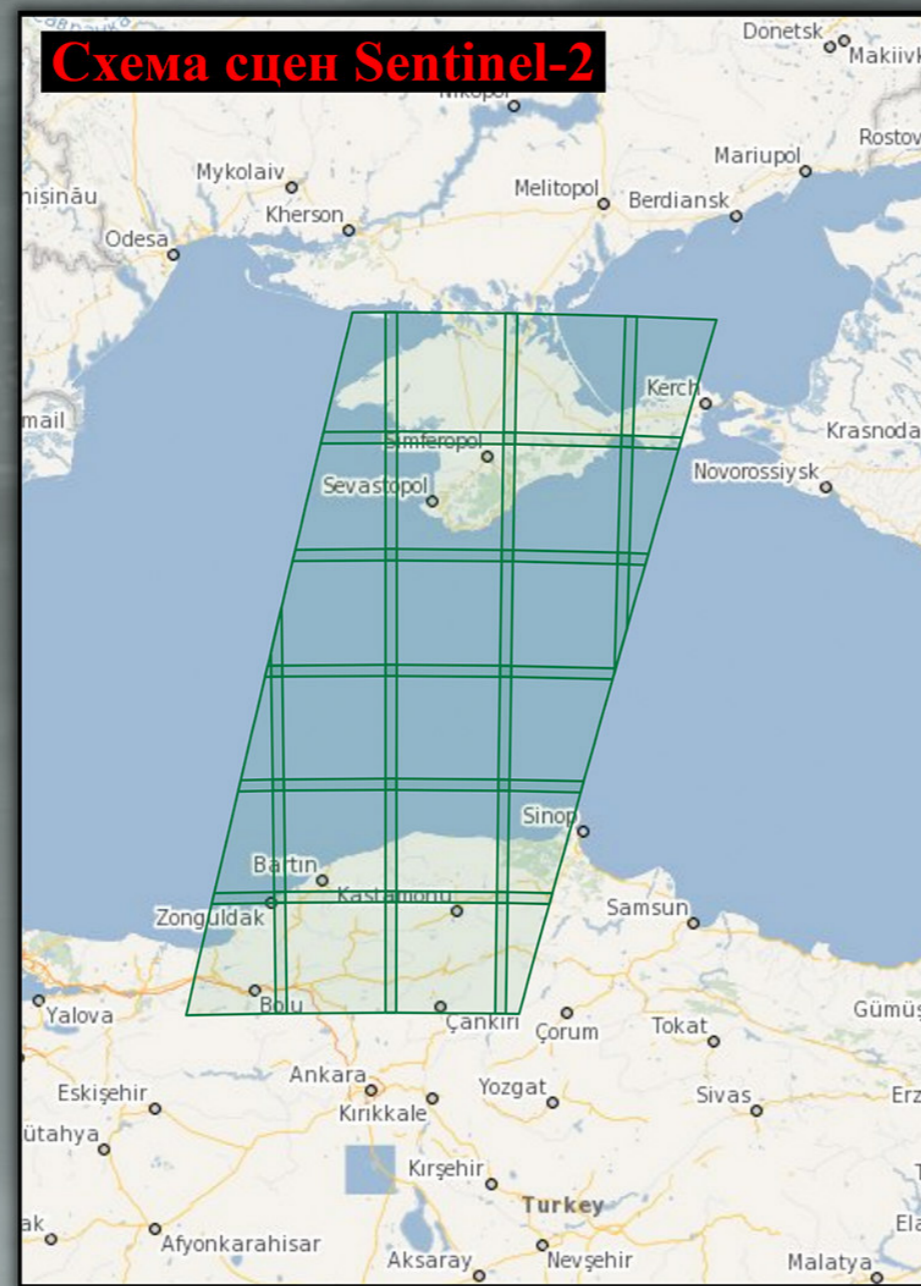 Схема сцен Sentinel-2
Donetsk
Makiivk
Nikopol
Rostov
Mariupol
Mykolaiv
Melitopol
Berdiansk
hișinău
Kherson
Odesa
Kerch
mail
Krasnoda
Simferopol
Novorossiysk
Sevastopol
Sinop
Bartın
Kastamonu
Zonguldak
Samsun
Bolu
Yalova
Çankırı
Çorum
Tokat
Gümüş
Ankara
Eskişehir
Yozgat
Sivas
Erz
Kırıkkale
ütahya
Kırşehir
Turkey
ak
Ela
Afyonkarahisar
Aksaray
Nevşehir
Malatya